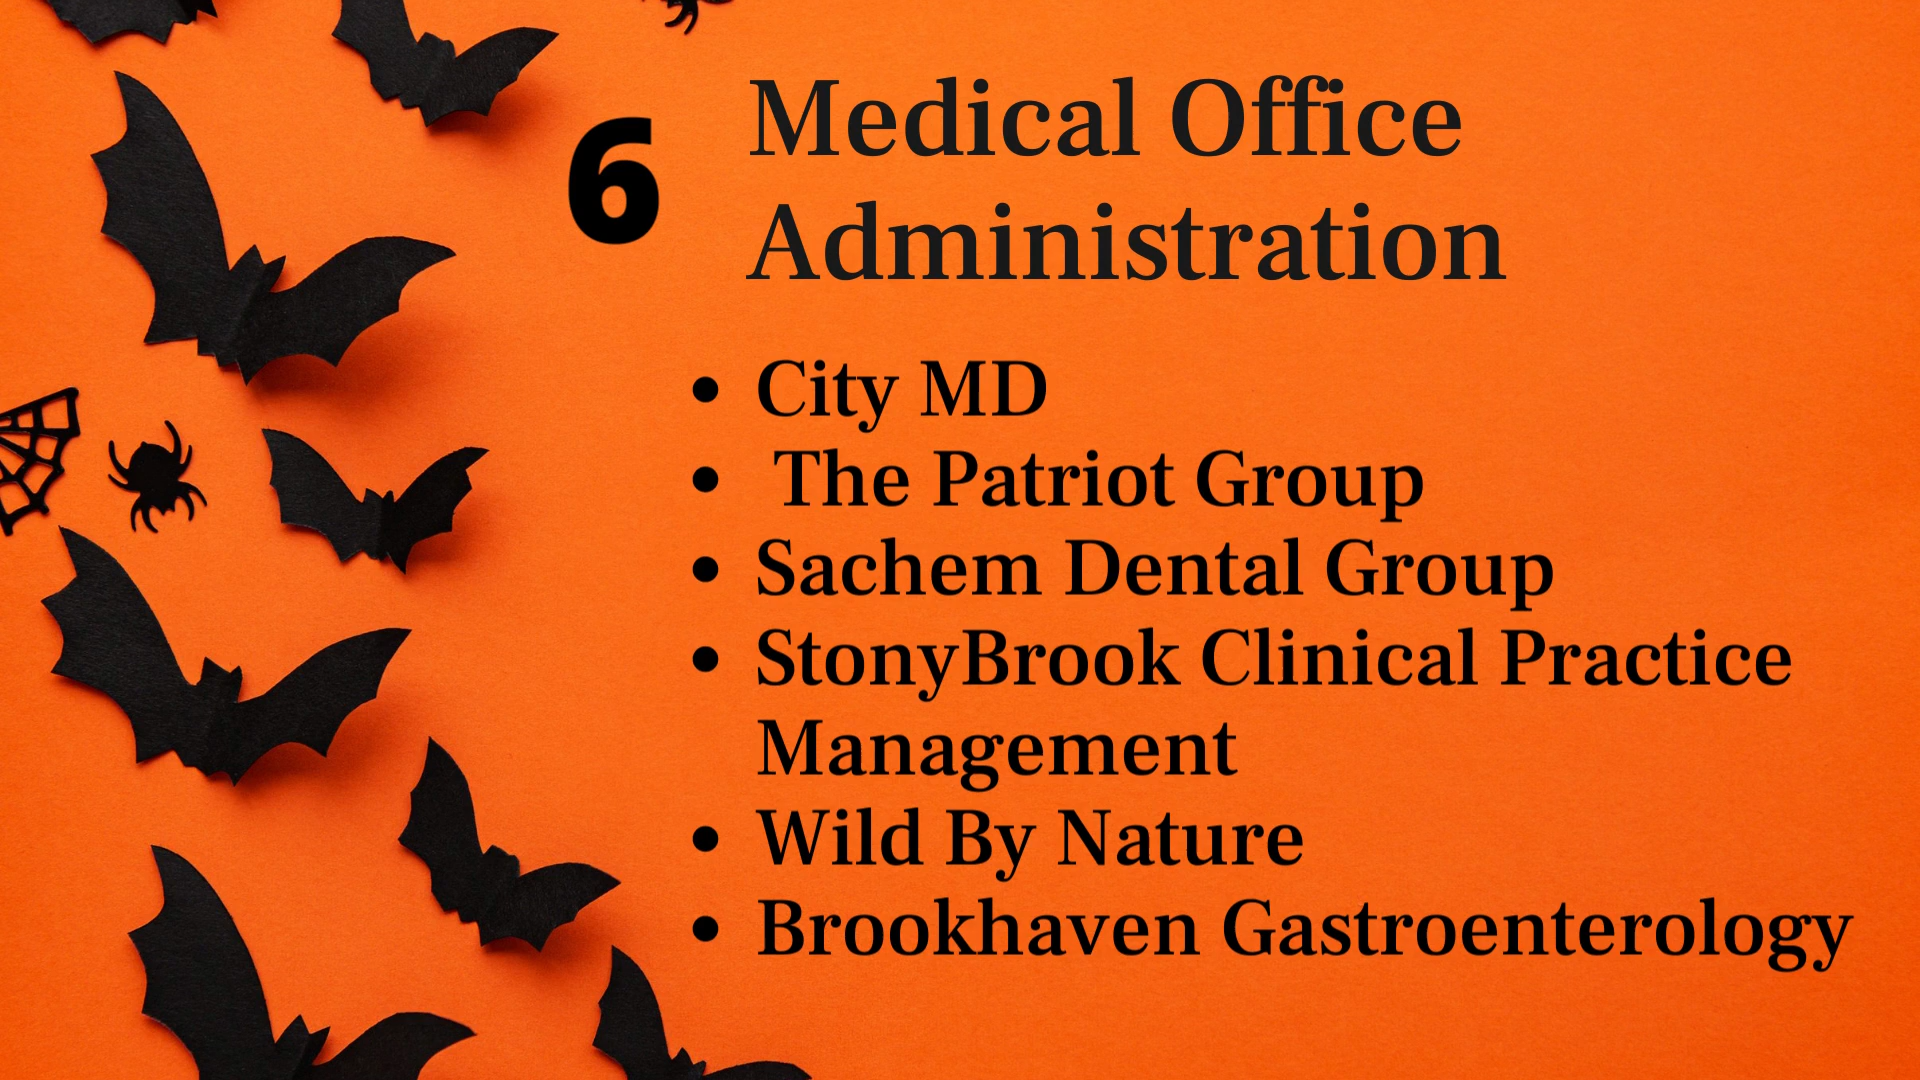 6
Medical Office
Administration
• City MD
• The Patriot Group
• Sachem Dental Group
• StonyBrook Clinical Practice
Management
• Wild By Nature
• Brookhaven Gastroenterology